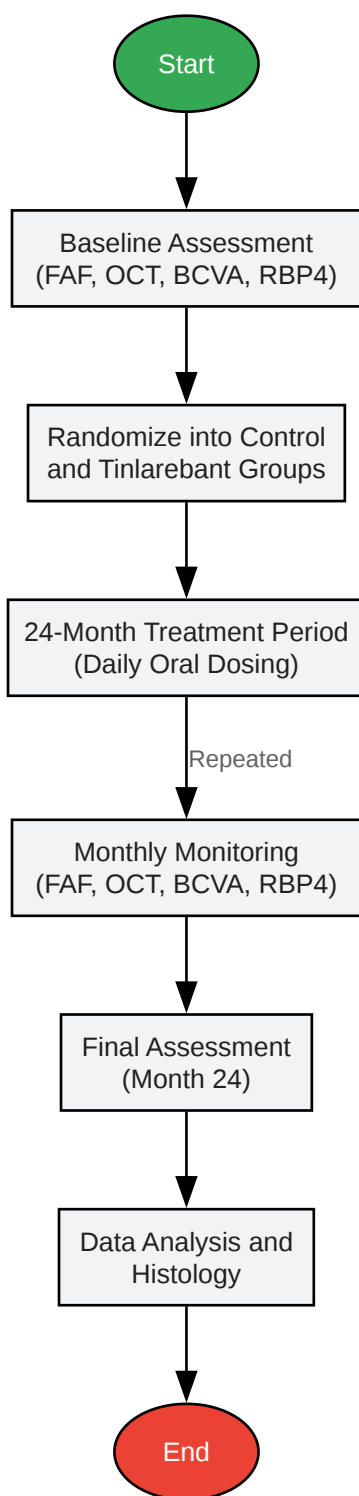 Start
Baseline Assessment
(FAF, OCT, BCVA, RBP4)
Randomize into Control
and Tinlarebant Groups
24-Month Treatment Period
(Daily Oral Dosing)
Repeated
Monthly Monitoring
(FAF, OCT, BCVA, RBP4)
Final Assessment
(Month 24)
Data Analysis and
Histology
End